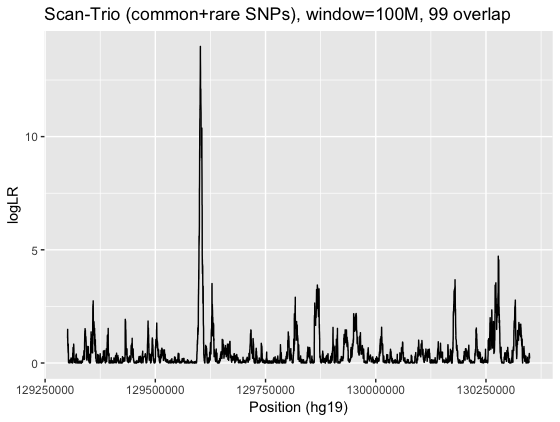 Scan-Trio (common+rare SNPs), window=100M, 99 overlap
logLR
10
5
0
129250000 129500000 129750000 130000000 130250000
Position (hg19)